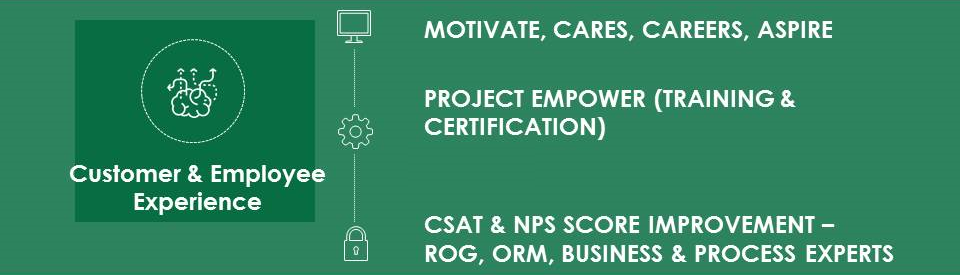 Customer & Employee
Experience
MOTIVATE, CARES, CAREERS, ASPIRE
PROJECT EMPOWER (TRAINING &
CERTIFICATION)
CSAT & NPS SCORE IMPROVEMENT –
ROG, ORM, BUSINESS & PROCESS EXPERTS